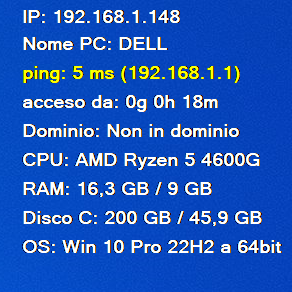 IP: 192.168.1.148
Nome PC: DELL
ping: 5 ms (192.168.1.1)
acceso da: 0g 0h 18m
Dominio: Non in dominio
CPU: AMD Ryzen 5 4600G
RAM: 16,3 GB / 9 GB
Disco C: 200 GB / 45,9 GB
OS: Win 10 Pro 22H2 a 64bit